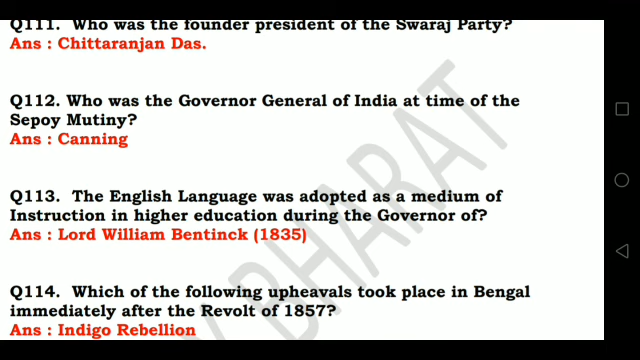 Q111. Who was the founder president of the Swaraj Party?
Ans : Chittaranjan Das.
Q112. Who was the Governor General of India at time of the
Sepoy Mutiny?
Ans : Canning
Q113. The English Language was adopted as a medium of
Instruction in higher education during the Governor of?
Ans : Lord William Bentinck (1835)
Q114. Which of the following upheavals took place in Bengal
immediately after the Revolt of 1857?
Ans : Indigo Rebellion
BHARAT